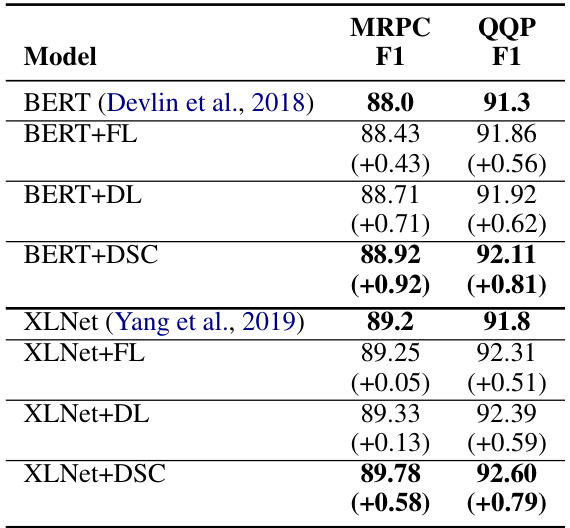 MRPC QQP
Model F1 F1
BERT (Devlin et al., 2018) 88.0 91.3
BERT+FL 88.43 91.86
(+0.43) (+0.56)
BERT+DL 88.71 91.92
(+0.71) (+0.62)
BERT+DSC 88.92 92.11
(+0.92) (+0.81)
XLNet (Yang et al., 2019) 89.2 91.8
XLNet+FL 89.25 92.31
(+0.05) (+0.51)
XLNet+DL 89.33 92.39
(+0.13) (+0.59)
XLNet+DSC 89.78 92.60
(+0.58) (+0.79)